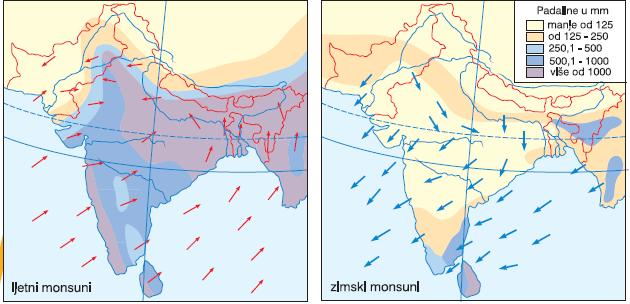 Padaline u mm
manje od 125
od 125 - 250
250,1 - 500
500,1 - 1000
više od 1000
ljetni monsuni
zimski monsuni